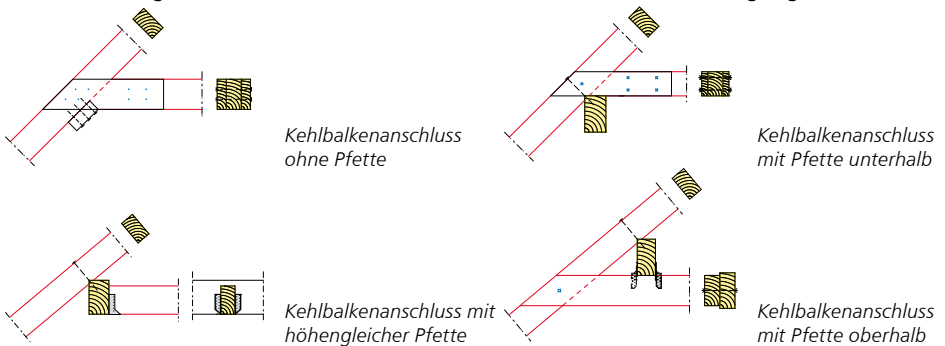 Kehlbalkenanschluss
ohne Pfette
Kehlbalkenanschluss
mit Pfette unterhalb
Kehlbalkenanschluss mit
höhengleicher Pfette
Kehlbalkenanschluss
mit Pfette oberhalb